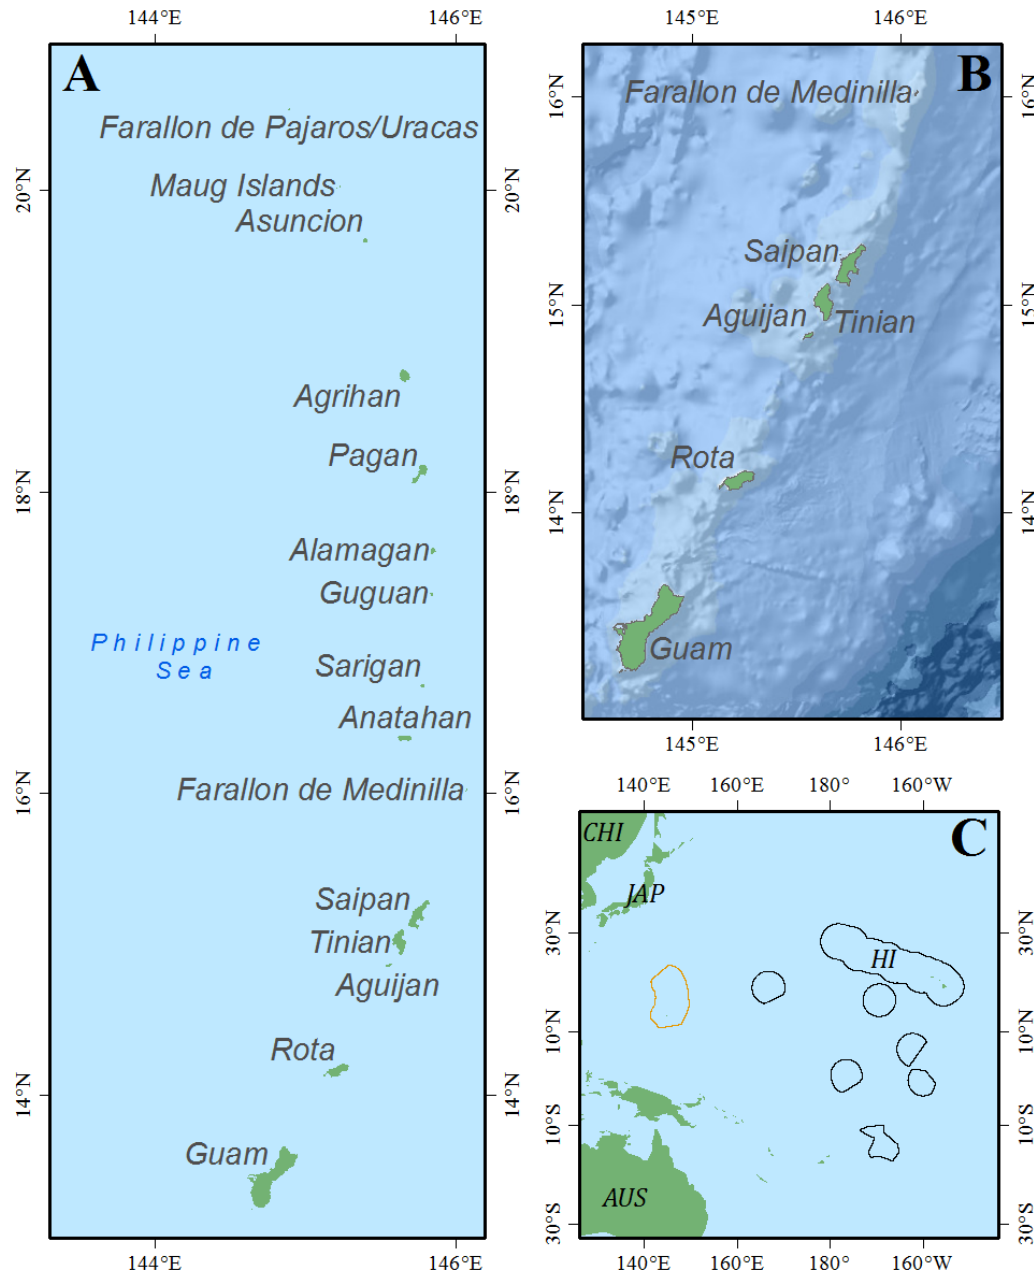 144°E
146°E
A
Farallon de Pajaros/Uracas
20°N
20°N
Maug Islands
Asuncion
Agrihan
Pagan
18°N
18°N
Alamagan
Guguan
Philippine
Sea
Sarigan
Anatahan
Farallon de Medinilla
16°N
16°N
Saipan
Tinian
Aguijan
Rota
14°N
14°N
Guam
144°E
146°E
145°E
146°E
B
Farallon de Medinilla
16°N
16°N
Saipan
15°N
15°N
Aguijan
Tinian
Rota
14°N
14°N
Guam
145°E
146°E
140°E
160°E
180°
160°W
CHI
C
JAP
30°N
30°N
HI
10°N
10°N
10°S
10°S
AUS
30°S
30°S
140°E
160°E
180°
160°W